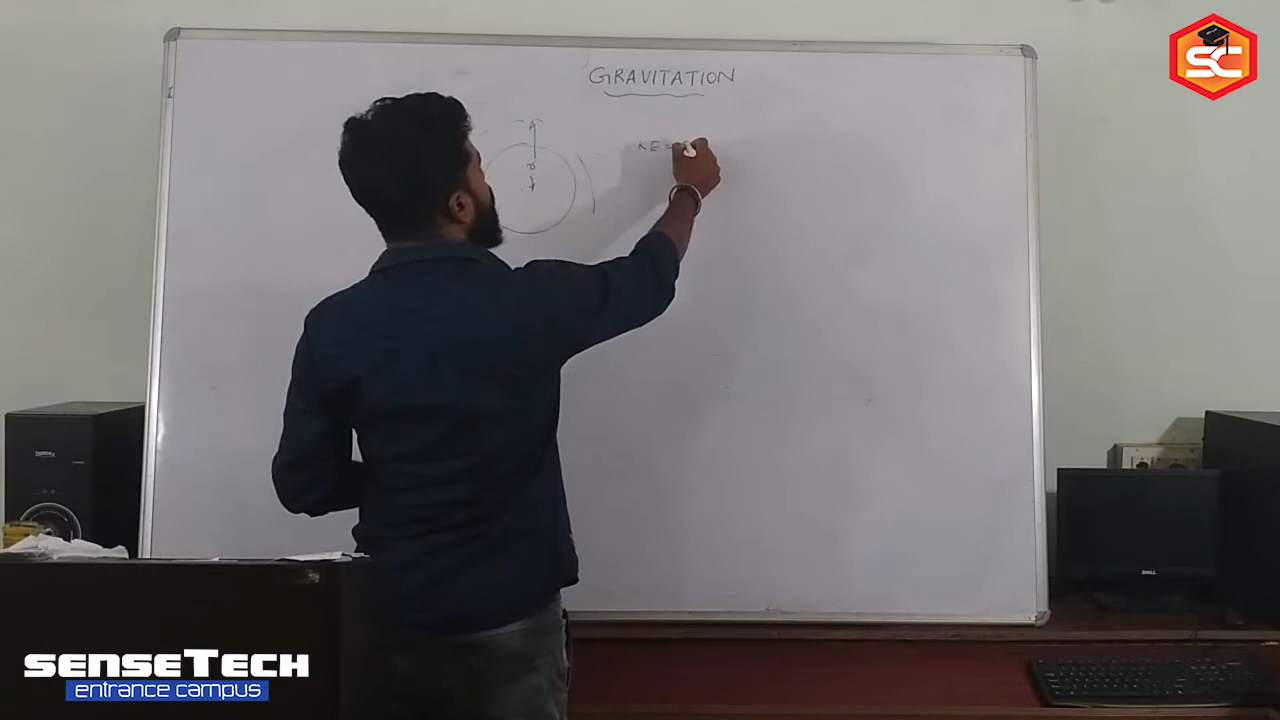 GRAVITATION
KE =
r
SC
SENSETECH
entrance campus
DELL